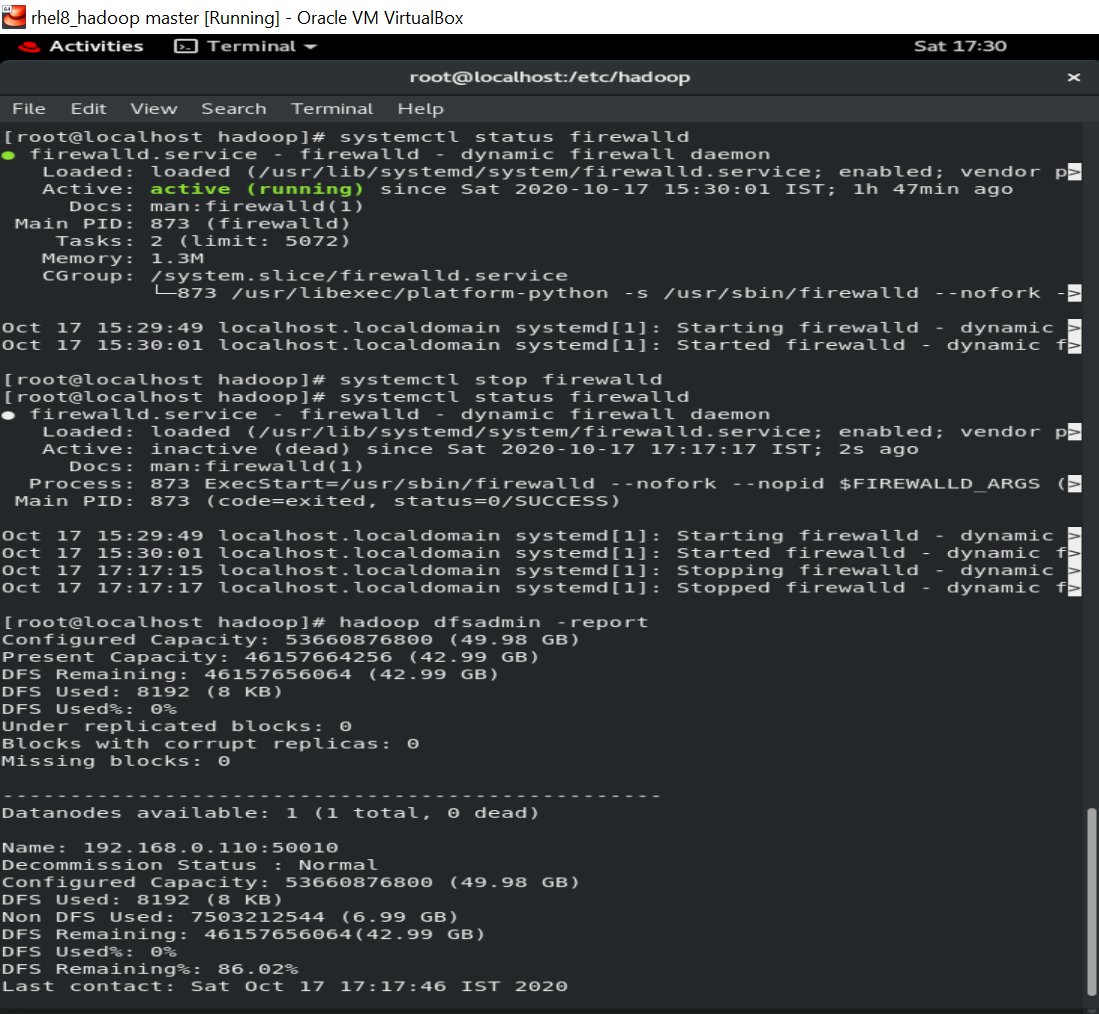 rhel8_hadoop master [Running] - Oracle VM VirtualBox
Activities Terminal Sat 17:30
root@localhost:/etc/hadoop ×
File Edit View Search Terminal Help
[root@localhost hadoop]# systemctl status firewalld
● firewalld.service - firewalld - dynamic firewall daemon
Loaded: loaded (/usr/lib/systemd/system/firewalld.service; enabled; vendor p>
Active: active (running) since Sat 2020-10-17 15:30:01 IST; 1h 47min ago
Docs: man:firewalld(1)
Main PID: 873 (firewalld)
Tasks: 2 (limit: 5072)
Memory: 1.3M
CGroup: /system.slice/firewalld.service
└─873 /usr/libexec/platform-python -s /usr/sbin/firewalld --nofork ->
Oct 17 15:29:49 localhost.localdomain systemd[1]: Starting firewalld - dynamic >
Oct 17 15:30:01 localhost.localdomain systemd[1]: Started firewalld - dynamic f>
[root@localhost hadoop]# systemctl stop firewalld
[root@localhost hadoop]# systemctl status firewalld
● firewalld.service - firewalld - dynamic firewall daemon
Loaded: loaded (/usr/lib/systemd/system/firewalld.service; enabled; vendor p>
Active: inactive (dead) since Sat 2020-10-17 17:17:17 IST; 2s ago
Docs: man:firewalld(1)
Process: 873 ExecStart=/usr/sbin/firewalld --nofork --nopid $FIREWALLD_ARGS (>
Main PID: 873 (code=exited, status=0/SUCCESS)
Oct 17 15:29:49 localhost.localdomain systemd[1]: Starting firewalld - dynamic >
Oct 17 15:30:01 localhost.localdomain systemd[1]: Started firewalld - dynamic f>
Oct 17 17:17:15 localhost.localdomain systemd[1]: Stopping firewalld - dynamic >
Oct 17 17:17:17 localhost.localdomain systemd[1]: Stopped firewalld - dynamic f>
[root@localhost hadoop]# hadoop dfsadmin -report
Configured Capacity: 53660876800 (49.98 GB)
Present Capacity: 46157664256 (42.99 GB)
DFS Remaining: 46157656064 (42.99 GB)
DFS Used: 8192 (8 KB)
DFS Used%: 0%
Under replicated blocks: 0
Blocks with corrupt replicas: 0
Missing blocks: 0
-------------------------------------------------
Datanodes available: 1 (1 total, 0 dead)
Name: 192.168.0.110:50010
Decommission Status : Normal
Configured Capacity: 53660876800 (49.98 GB)
DFS Used: 8192 (8 KB)
Non DFS Used: 7503212544 (6.99 GB)
DFS Remaining: 46157656064(42.99 GB)
DFS Used%: 0%
DFS Remaining%: 86.02%
Last contact: Sat Oct 17 17:17:46 IST 2020